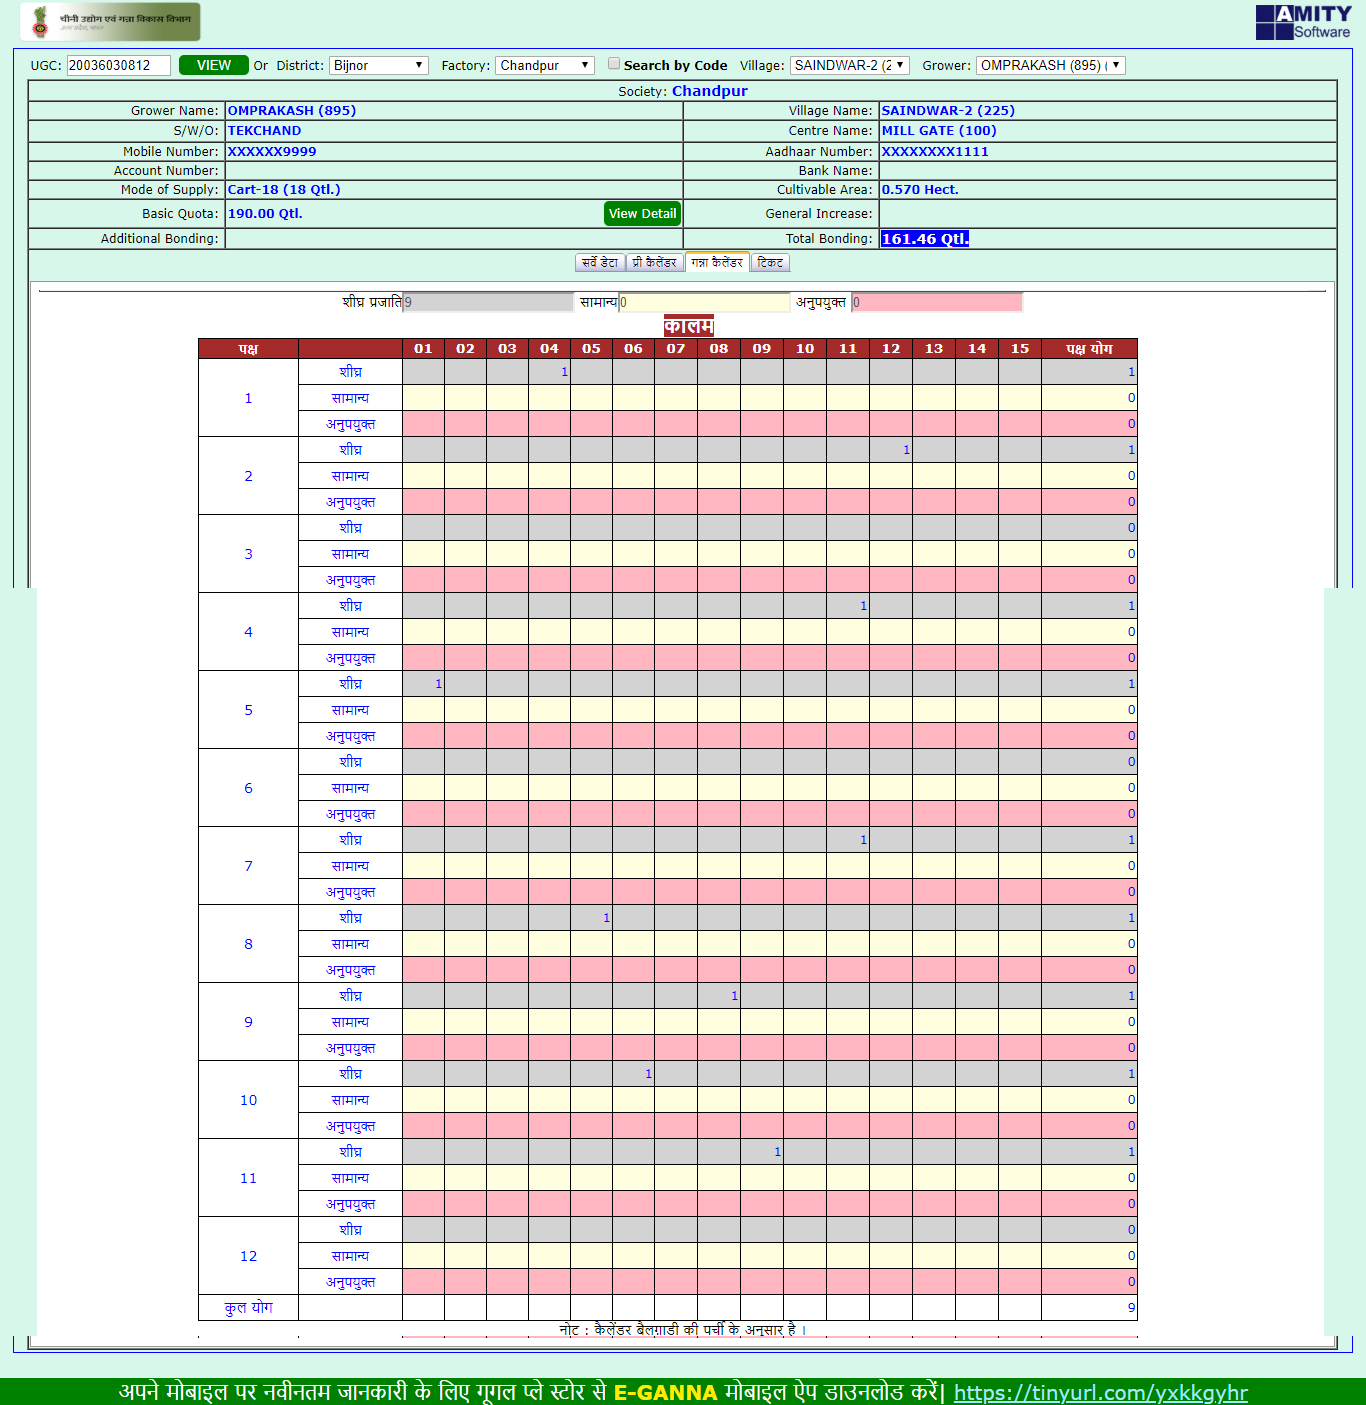 चीनी उद्योग एवं गन्ना विकास विभाग
उत्तर प्रदेश, भारत
AMITY
Software
UGC: 20036030812 VIEW Or District: Bijnor Factory: Chandpur Search by Code Village: SAINDWAR-2 (2 Grower: OMPRAKASH (895) (
Society: Chandpur
Grower Name: OMPRAKASH (895) Village Name: SAINDWAR-2 (225)
S/W/O: TEKCHAND Centre Name: MILL GATE (100)
Mobile Number: XXXXXX9999 Aadhaar Number: XXXXXXXX1111
Account Number: Bank Name:
Mode of Supply: Cart-18 (18 Qtl.) Cultivable Area: 0.570 Hect.
Basic Quota: 190.00 Qtl. View Detail General Increase:
Additional Bonding: Total Bonding: 161.46 Qtl.
सर्वे डेटा प्री कैलेंडर गन्ना कैलेंडर टिकट
शीघ्र प्रजाति 9 सामान्य 0 अनुपयुक्त 0
कालम
पक्ष 01 02 03 04 05 06 07 08 09 10 11 12 13 14 15 पक्ष योग
1 शीघ्र 1 1
सामान्य 0
अनुपयुक्त 0
2 शीघ्र 1 1
सामान्य 0
अनुपयुक्त 0
3 शीघ्र 0
सामान्य 0
अनुपयुक्त 0
4 शीघ्र 1 1
सामान्य 0
अनुपयुक्त 0
5 शीघ्र 1 1
सामान्य 0
अनुपयुक्त 0
6 शीघ्र 0
सामान्य 0
अनुपयुक्त 0
7 शीघ्र 1 1
सामान्य 0
अनुपयुक्त 0
8 शीघ्र 1 1
सामान्य 0
अनुपयुक्त 0
9 शीघ्र 1 1
सामान्य 0
अनुपयुक्त 0
10 शीघ्र 1 1
सामान्य 0
अनुपयुक्त 0
11 शीघ्र 1 1
सामान्य 0
अनुपयुक्त 0
12 शीघ्र 0
सामान्य 0
अनुपयुक्त 0
कुल योग 9
नोट : कैलेंडर बैलगाडी की पर्ची के अनुसार है ।
अपने मोबाइल पर नवीनतम जानकारी के लिए गूगल प्ले स्टोर से E-GANNA मोबाइल ऐप डाउनलोड करें| https://tinyurl.com/yxkkgyhr